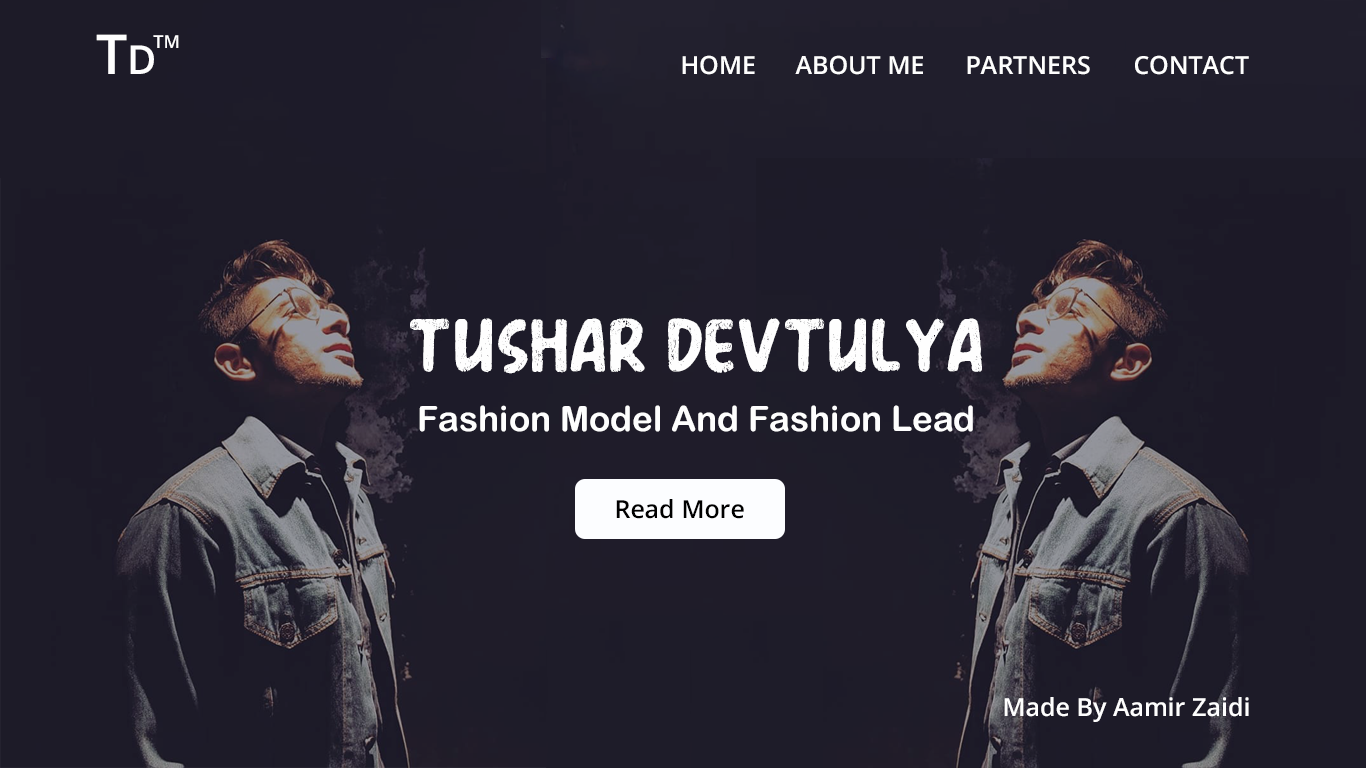 TD™
HOME ABOUT ME PARTNERS CONTACT
TUSHAR DEVTULYA
Fashion Model And Fashion Lead
Read More
Made By Aamir Zaidi